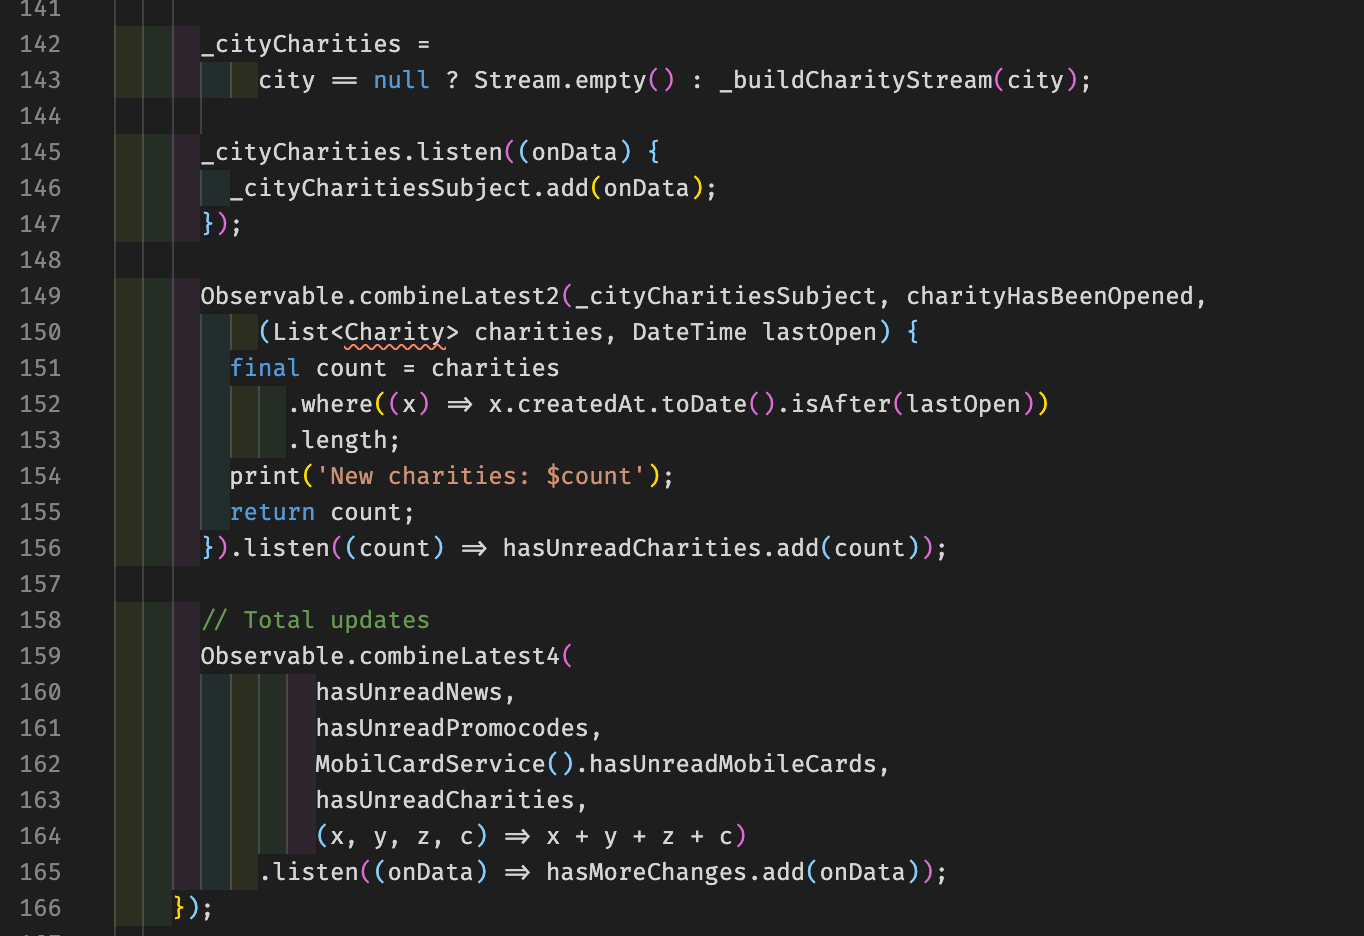 141
142 _cityCharities =
143 city == null ? Stream.empty() : _buildCharityStream(city);
144
145 _cityCharities.listen((onData) {
146 _cityCharitiesSubject.add(onData);
147 });
148
149 Observable.combineLatest2(_cityCharitiesSubject, charityHasBeenOpened,
150 (List<Charity> charities, DateTime lastOpen) {
151 final count = charities
152 .where((x) => x.createdAt.toDate().isAfter(lastOpen))
153 .length;
154 print('New charities: $count');
155 return count;
156 }).listen((count) => hasUnreadCharities.add(count));
157
158 // Total updates
159 Observable.combineLatest4(
160 hasUnreadNews,
161 hasUnreadPromocodes,
162 MobilCardService().hasUnreadMobileCards,
163 hasUnreadCharities,
164 (x, y, z, c) => x + y + z + c)
165 .listen((onData) => hasMoreChanges.add(onData));
166 });